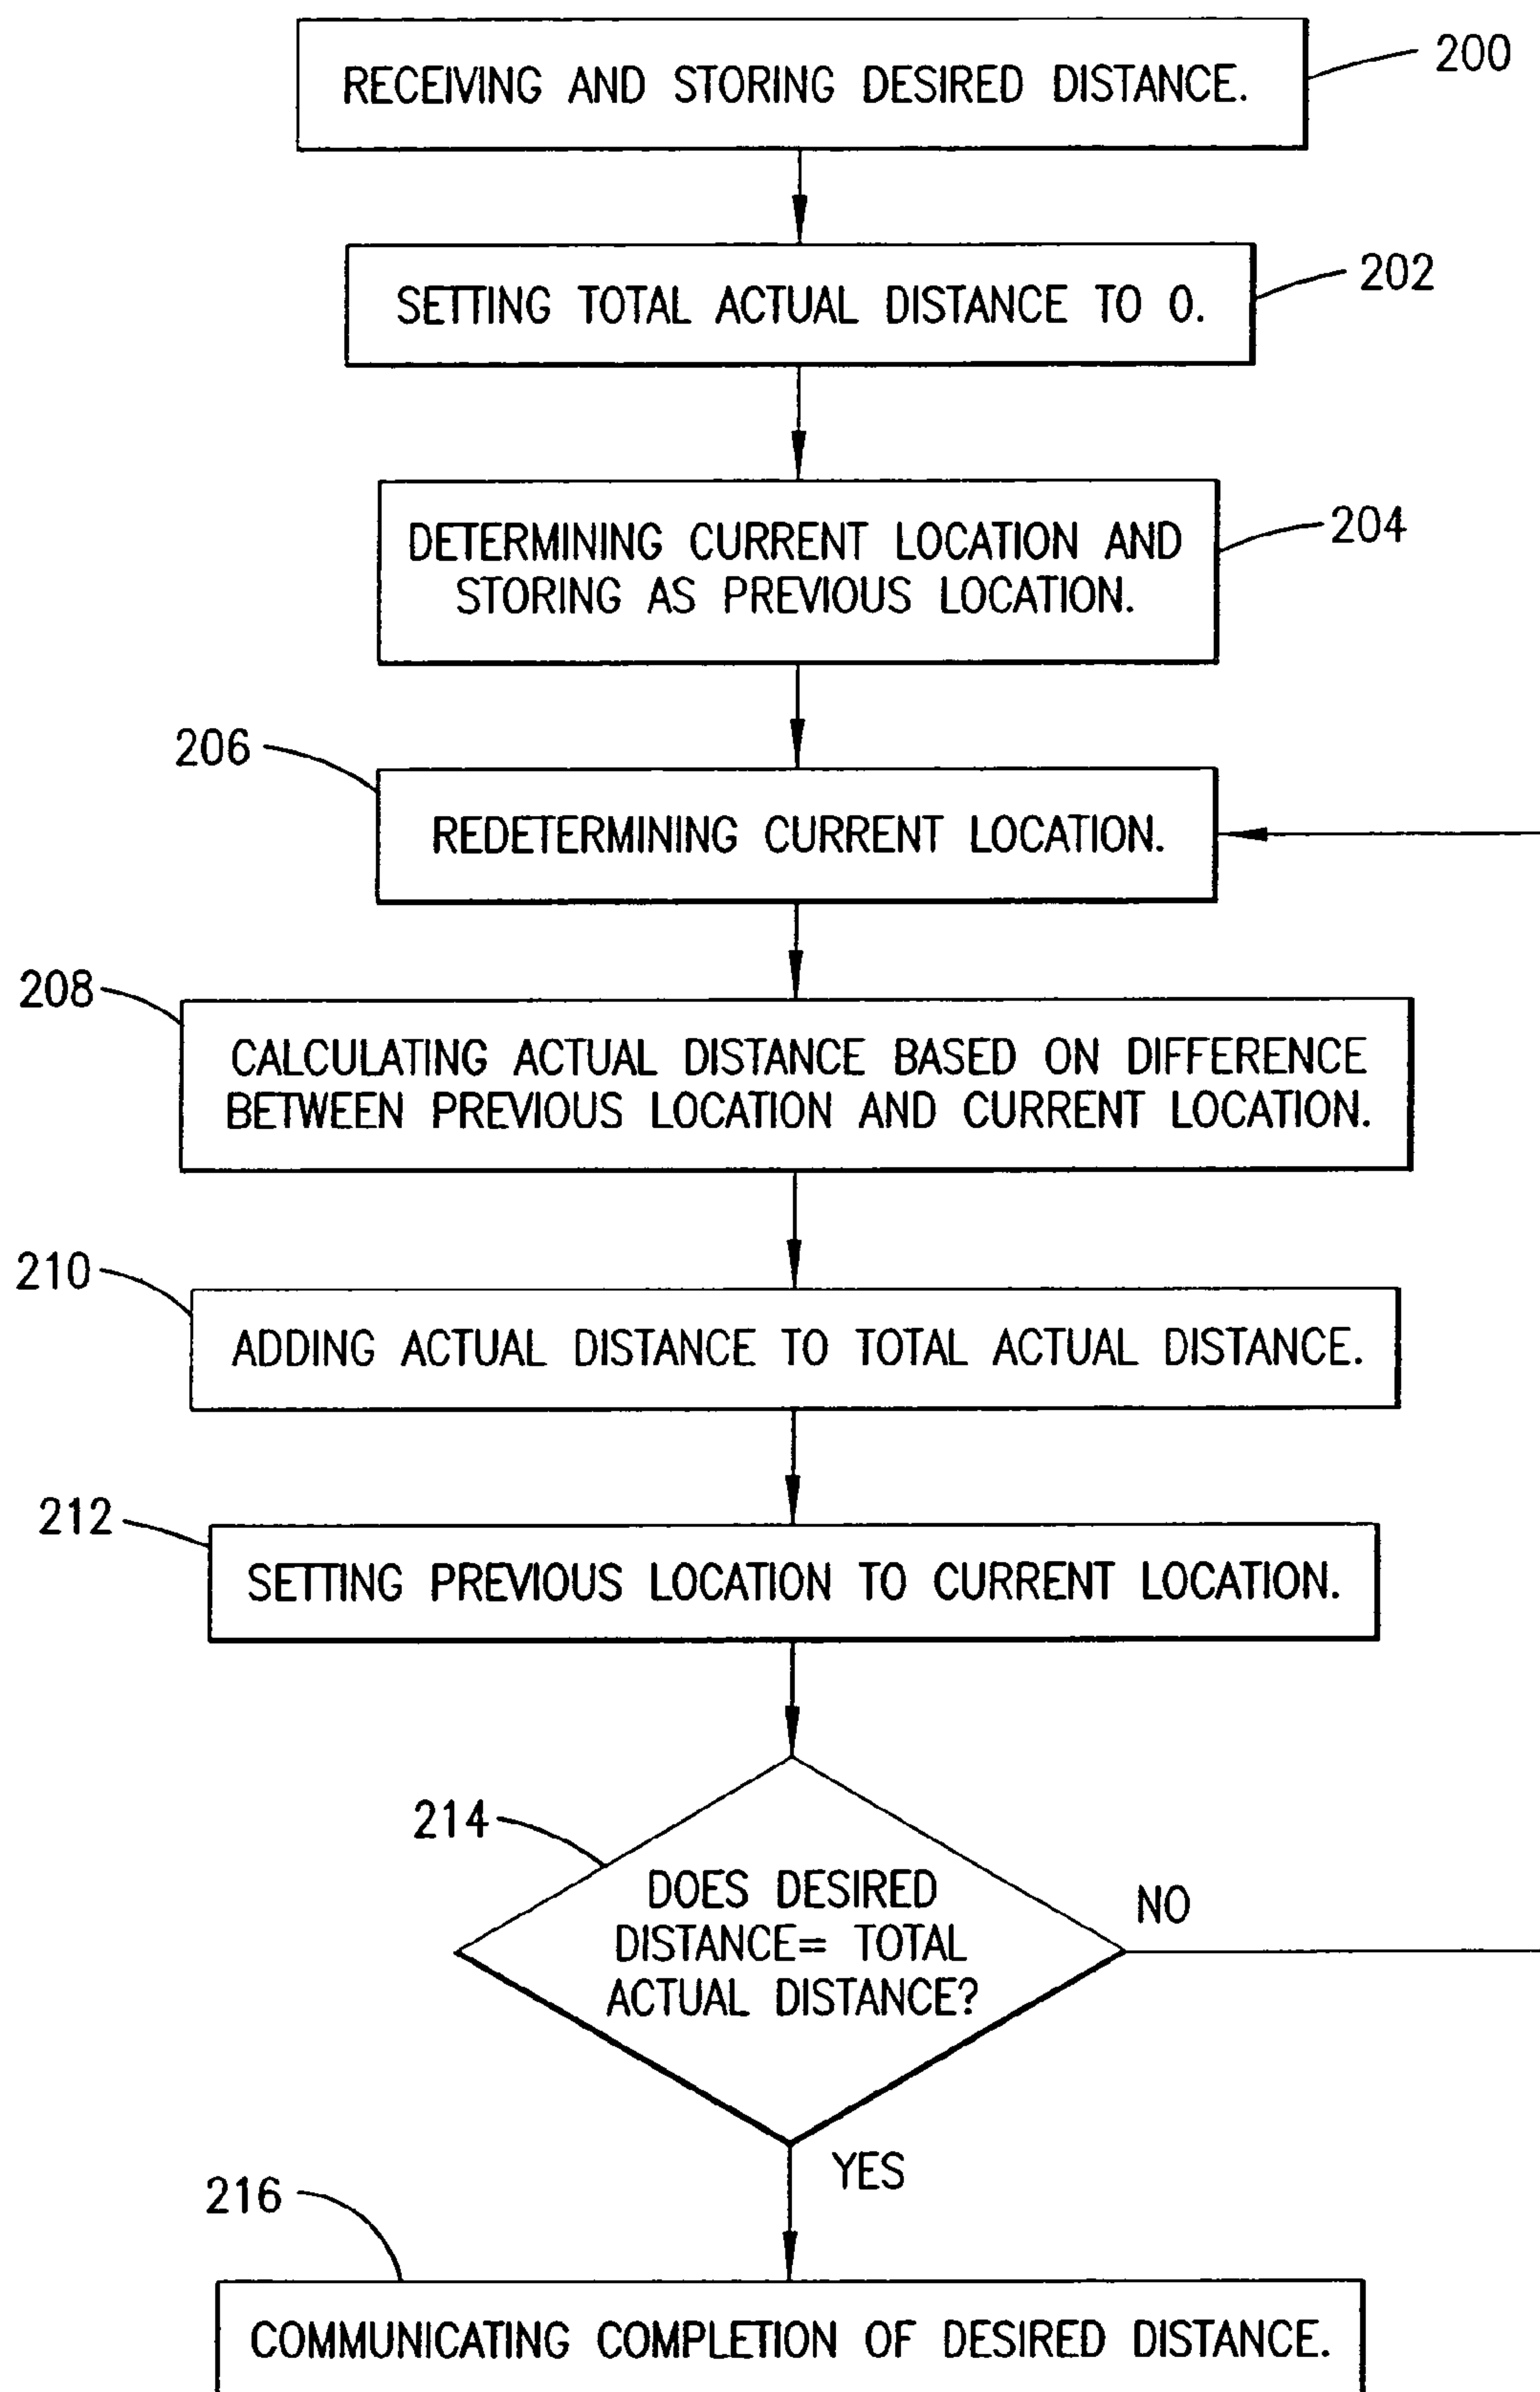 RECEIVING AND STORING DESIRED DISTANCE.
200
SETTING TOTAL ACTUAL DISTANCE TO 0.
202
DETERMINING CURRENT LOCATION AND
STORING AS PREVIOUS LOCATION.
204
206
REDETERMINING CURRENT LOCATION.
208
CALCULATING ACTUAL DISTANCE BASED ON DIFFERENCE
BETWEEN PREVIOUS LOCATION AND CURRENT LOCATION.
210
ADDING ACTUAL DISTANCE TO TOTAL ACTUAL DISTANCE.
212
SETTING PREVIOUS LOCATION TO CURRENT LOCATION.
214
DOES DESIRED
DISTANCE= TOTAL
ACTUAL DISTANCE?
NO
YES
216
COMMUNICATING COMPLETION OF DESIRED DISTANCE.